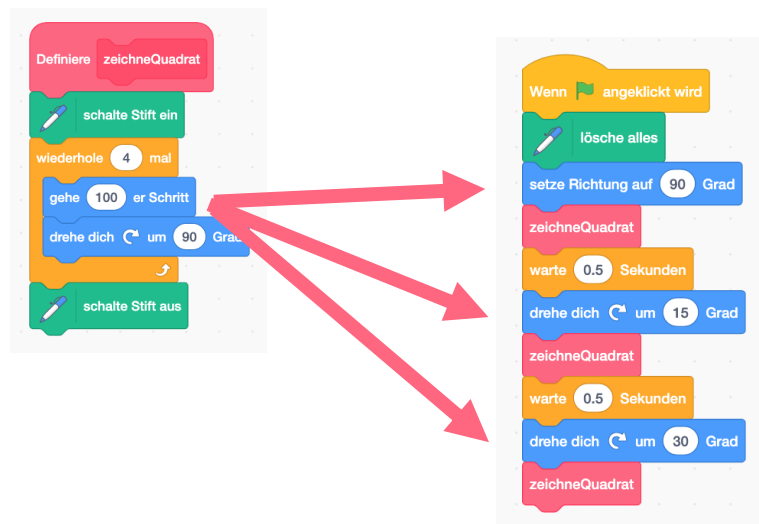 Definiere zeichneQuadrat
schalte Stift ein
wiederhole 4 mal
gehe 100 er Schritt
drehe dich um 90 Grad
schalte Stift aus
Wenn angeklickt wird
lösche alles
setze Richtung auf 90 Grad
zeichneQuadrat
warte 0.5 Sekunden
drehe dich um 15 Grad
zeichneQuadrat
warte 0.5 Sekunden
drehe dich um 30 Grad
zeichneQuadrat